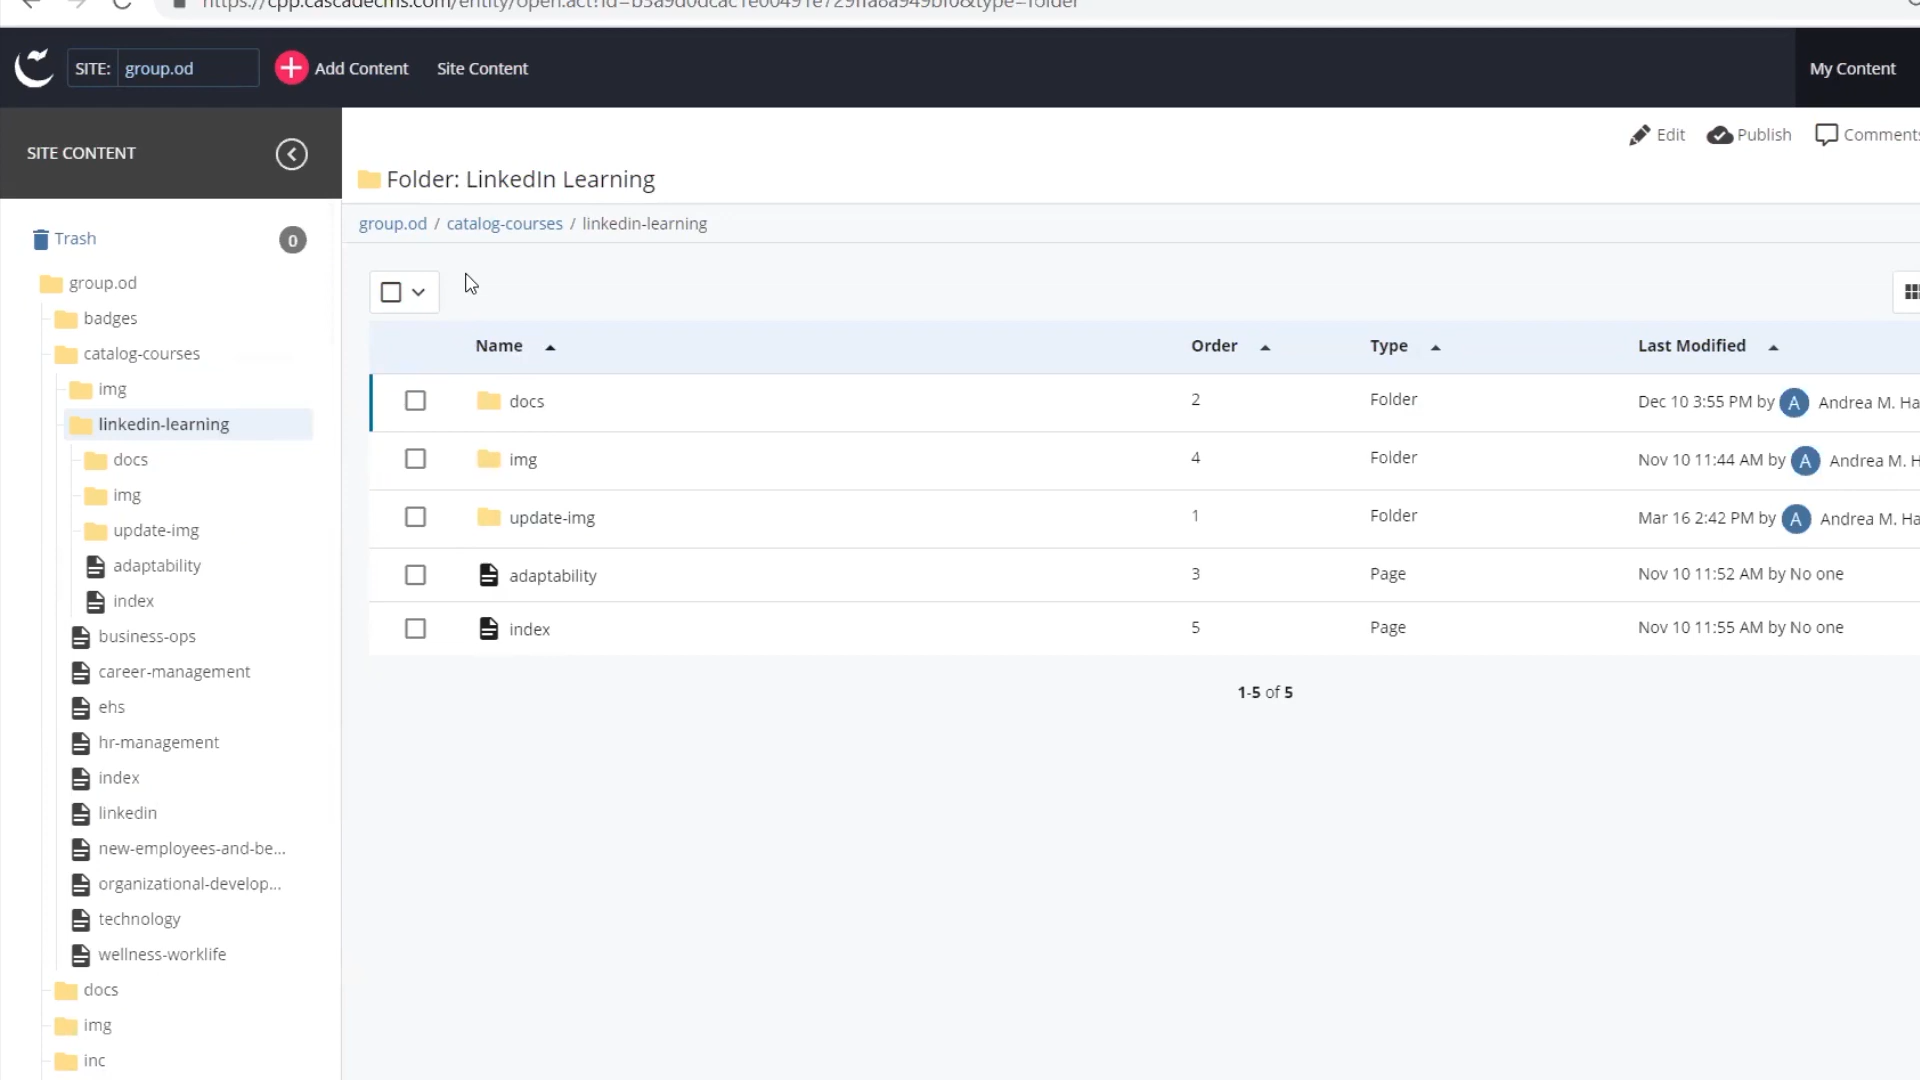 SITE: group.od Add Content Site Content My Content
SITE CONTENT
Edit Publish Comments
Folder: LinkedIn Learning
group.od / catalog-courses / linkedin-learning
Trash 0
group.od
badges
catalog-courses
img
linkedin-learning
docs
img
update-img
adaptability
index
business-ops
career-management
ehs
hr-management
index
linkedin
new-employees-and-be...
organizational-develop...
technology
wellness-worklife
docs
img
inc
Name Order Type Last Modified
docs 2 Folder Dec 10 3:55 PM by A Andrea M. Ha
img 4 Folder Nov 10 11:44 AM by A Andrea M. H
update-img 1 Folder Mar 16 2:42 PM by A Andrea M. Ha
adaptability 3 Page Nov 10 11:52 AM by No one
index 5 Page Nov 10 11:55 AM by No one
1-5 of 5